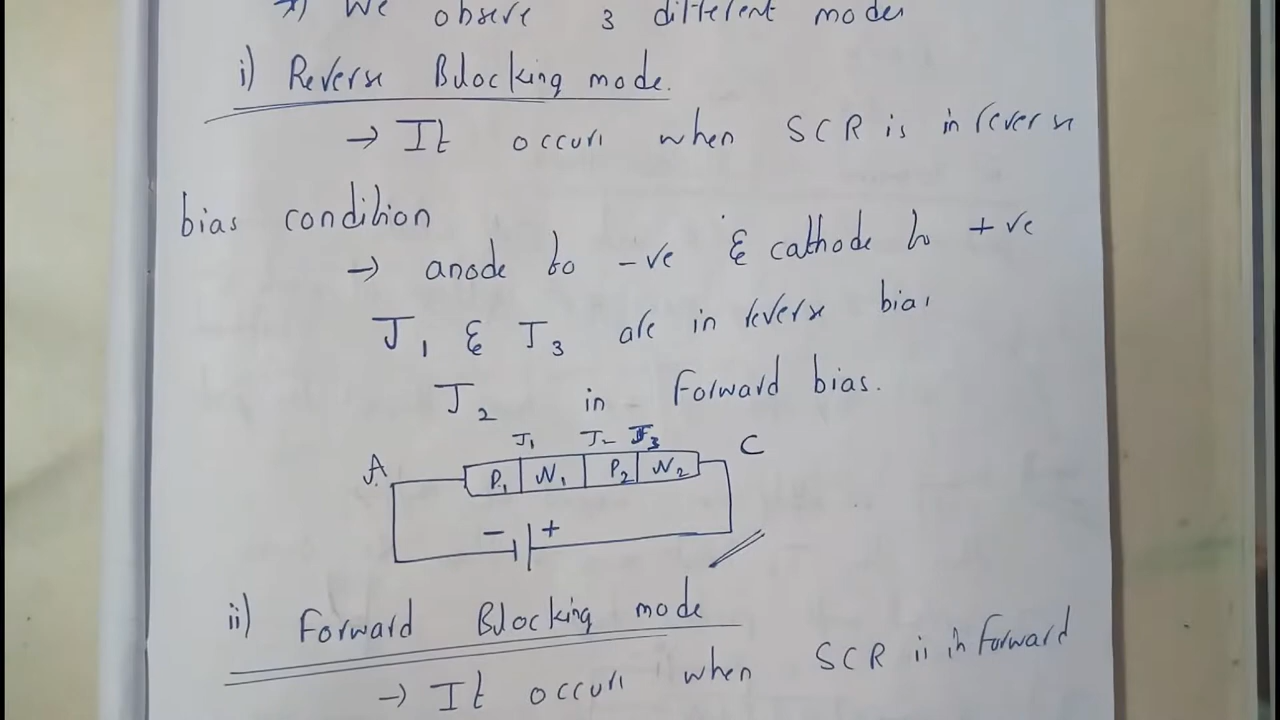 *) We observe 3 different modes
i) Reverse Blocking mode.
→ It occurs when SCR is in reverse
bias condition
→ anode to -ve & cathode to +ve
J1 & J3 are in reverse bias
J2 in Forward bias.
J1 J2 J3
A P1 N1 P2 N2 C
- +
ii) Forward Blocking mode
→ It occurs when SCR is in Forward